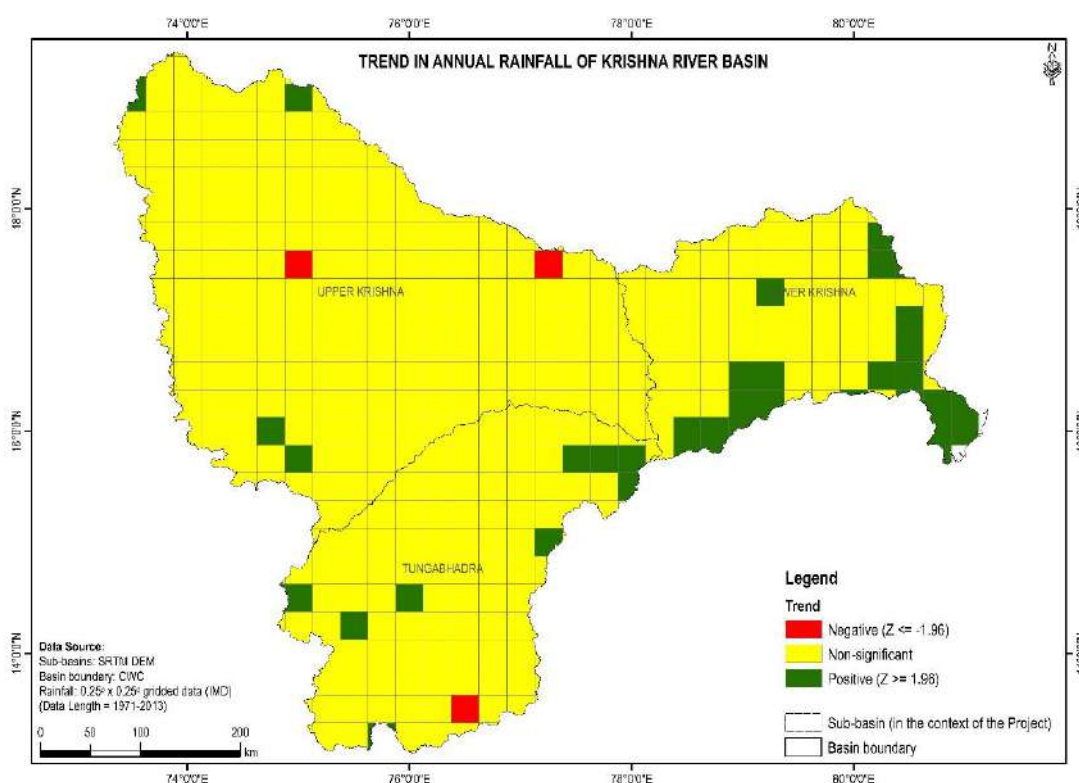 74°0'0"E 76°0'0"E 78°0'0"E 80°0'0"E
TREND IN ANNUAL RAINFALL OF KRISHNA RIVER BASIN
N
18°0'0"N
UPPER KRISHNA
WER KRISHNA
16°0'0"N
TUNGABHADRA
14°0'0"N
Legend
Trend
Negative (Z <= -1.96)
Non-significant
Positive (Z >= 1.96)
Sub-basin (in the context of the Project)
Basin boundary
Data Source:
Sub-basins: SRTM DEM
Basin boundary: CWC
Rainfall: 0.25º x 0.25º gridded data (IMD)
(Data Length = 1971-2013)
0 50 100 200
km
74°0'0"E 76°0'0"E 78°0'0"E 80°0'0"E